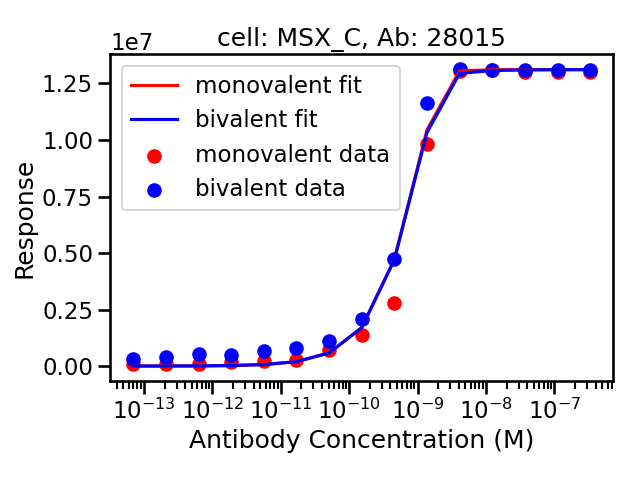 cell: MSX_C, Ab: 28015
1e7
monovalent fit
bivalent fit
monovalent data
bivalent data
Response
1.25
1.00
0.75
0.50
0.25
0.00
10⁻¹³ 10⁻¹² 10⁻¹¹ 10⁻¹⁰ 10⁻⁹ 10⁻⁸ 10⁻⁷
Antibody Concentration (M)